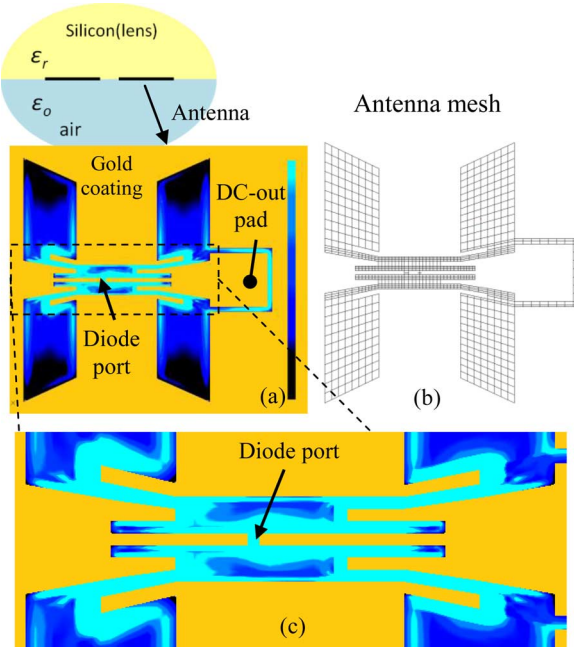 Silicon(lens)
εr
εo
air
Antenna
Antenna mesh
Gold
coating
DC-out
pad
Diode
port
(a)
(b)
Diode port
(c)